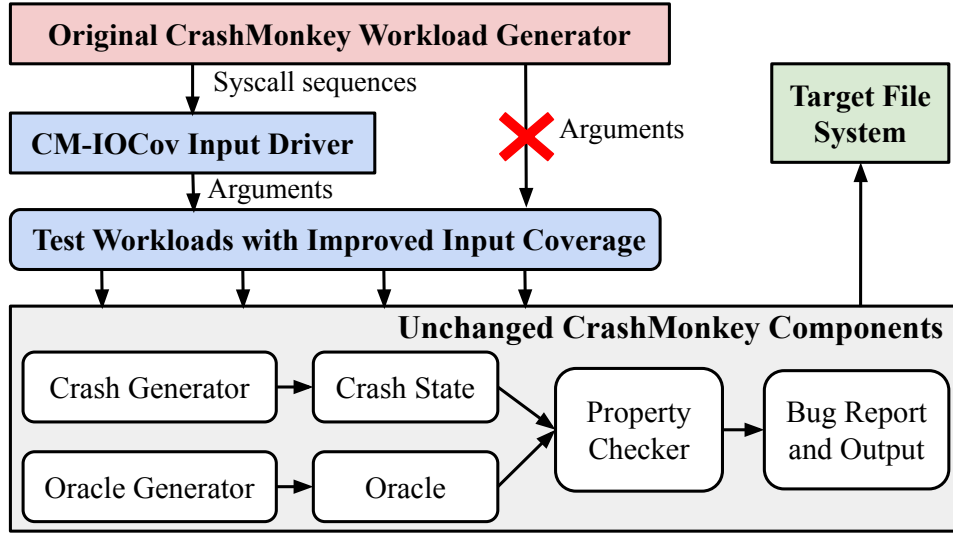 Original CrashMonkey Workload Generator
Syscall sequences
Arguments
Target File
System
CM-IOCov Input Driver
Arguments
Test Workloads with Improved Input Coverage
Unchanged CrashMonkey Components
Crash Generator
Crash State
Property
Checker
Bug Report
and Output
Oracle Generator
Oracle